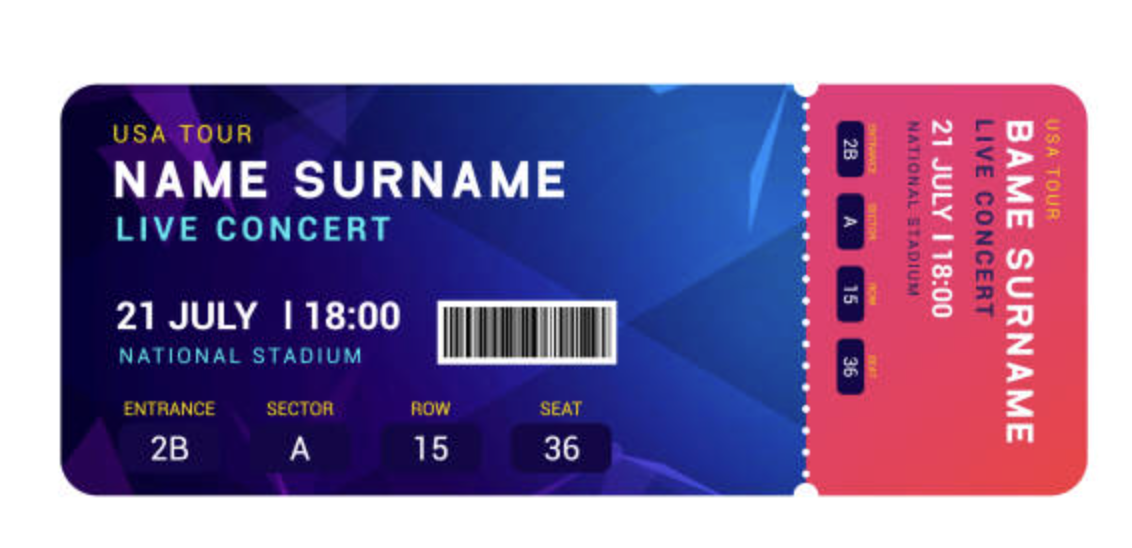 USA TOUR
NAME SURNAME
LIVE CONCERT
21 JULY | 18:00
NATIONAL STADIUM
ENTRANCE SECTOR ROW SEAT
2B A 15 36
USA TOUR
BAME SURNAME
LIVE CONCERT
21 JULY | 18:00
NATIONAL STADIUM
ENTRANCE SECTOR ROW SEAT
2B A 15 36